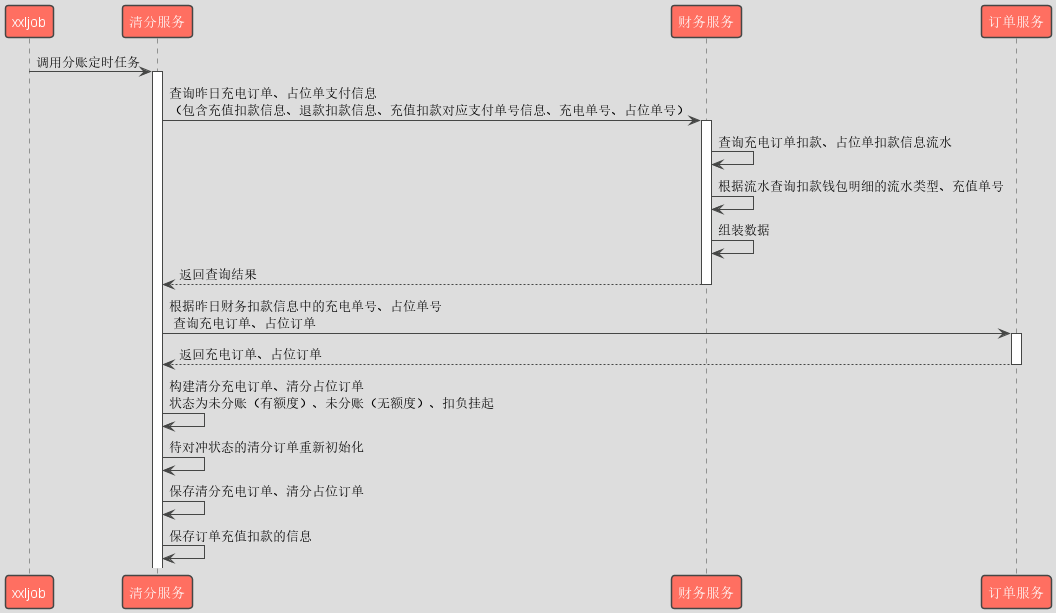 xxljob
清分服务
财务服务
订单服务
调用分账定时任务
查询昨日充电订单、占位单支付信息
（包含充值扣款信息、退款扣款信息、充值扣款对应支付单号信息、充电单号、占位单号）
查询充电订单扣款、占位单扣款信息流水
根据流水查询扣款钱包明细的流水类型、充值单号
组装数据
返回查询结果
根据昨日财务扣款信息中的充电单号、占位单号
查询充电订单、占位订单
返回充电订单、占位订单
构建清分充电订单、清分占位订单
状态为未分账（有额度）、未分账（无额度）、扣负挂起
待对冲状态的清分订单重新初始化
保存清分充电订单、清分占位订单
保存订单充值扣款的信息
xxljob
清分服务
财务服务
订单服务